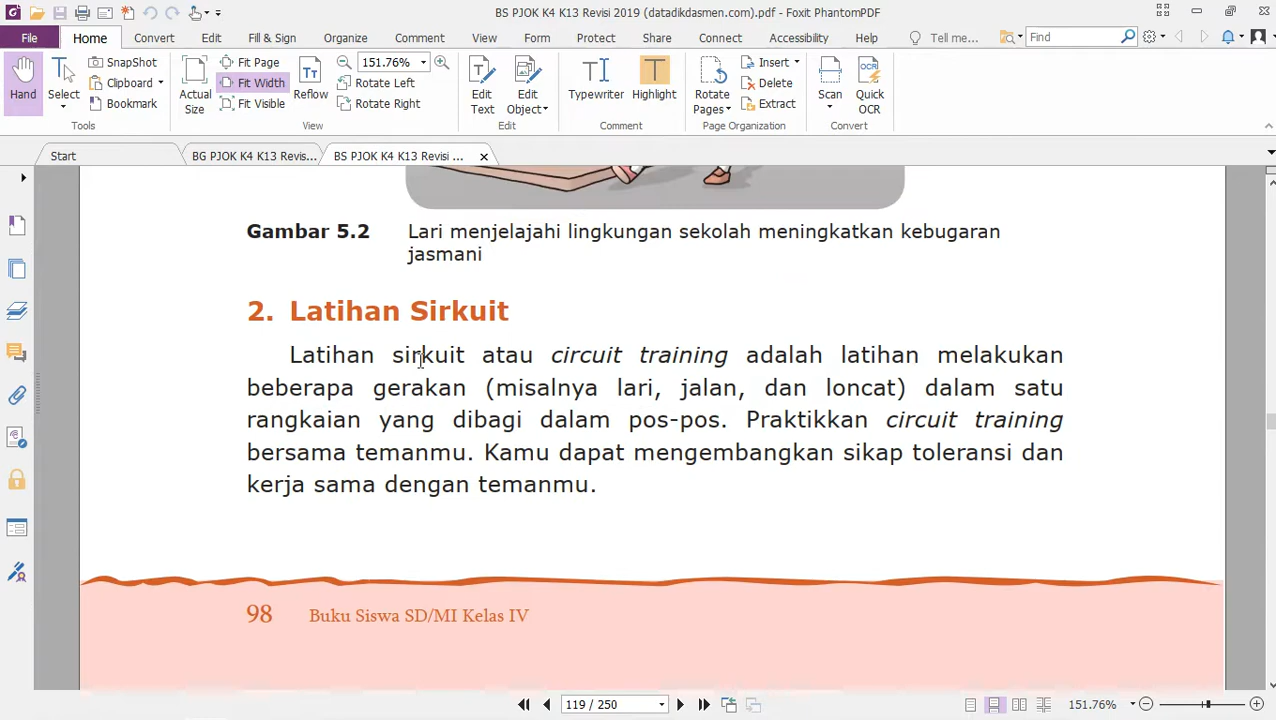 BS PJOK K4 K13 Revisi 2019 (datadikdasmen.com).pdf - Foxit PhantomPDF
File Home Convert Edit Fill & Sign Organize Comment View Form Protect Share Connect Accessibility Help Tell me... Find
Hand
Select
SnapShot
Clipboard
Bookmark
Tools
Actual
Size
Fit Page
Fit Width
Fit Visible
Reflow
151.76%
Rotate Left
Rotate Right
View
Edit
Text
Edit
Object
Edit
Typewriter
Highlight
Comment
Rotate
Pages
Insert
Delete
Extract
Page Organization
Scan
Quick
OCR
Convert
Start
BG PJOK K4 K13 Revis...
BS PJOK K4 K13 Revisi ...
Gambar 5.2 Lari menjelajahi lingkungan sekolah meningkatkan kebugaran
jasmani
2. Latihan Sirkuit
Latihan sirkuit atau circuit training adalah latihan melakukan
beberapa gerakan (misalnya lari, jalan, dan loncat) dalam satu
rangkaian yang dibagi dalam pos-pos. Praktikkan circuit training
bersama temanmu. Kamu dapat mengembangkan sikap toleransi dan
kerja sama dengan temanmu.
98 Buku Siswa SD/MI Kelas IV
119 / 250
151.76%